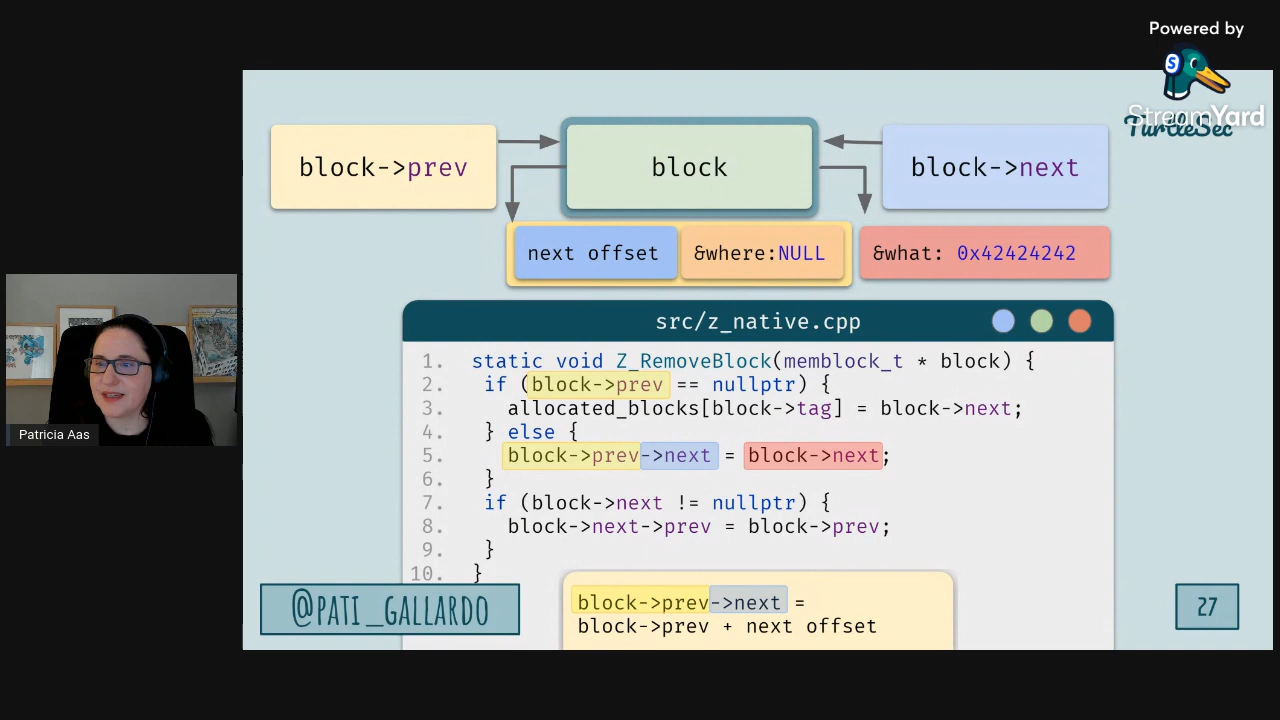 Powered by
StreamYard
TurtleSec
block->prev
block
block->next
next offset
&where:NULL
&what: 0x42424242
src/z_native.cpp
1. static void Z_RemoveBlock(memblock_t * block) {
2. if (block->prev == nullptr) {
3. allocated_blocks[block->tag] = block->next;
4. } else {
5. block->prev->next = block->next;
6. }
7. if (block->next != nullptr) {
8. block->next->prev = block->prev;
9. }
10. }
block->prev->next =
block->prev + next offset
@PATI_GALLARDO
27
Patricia Aas